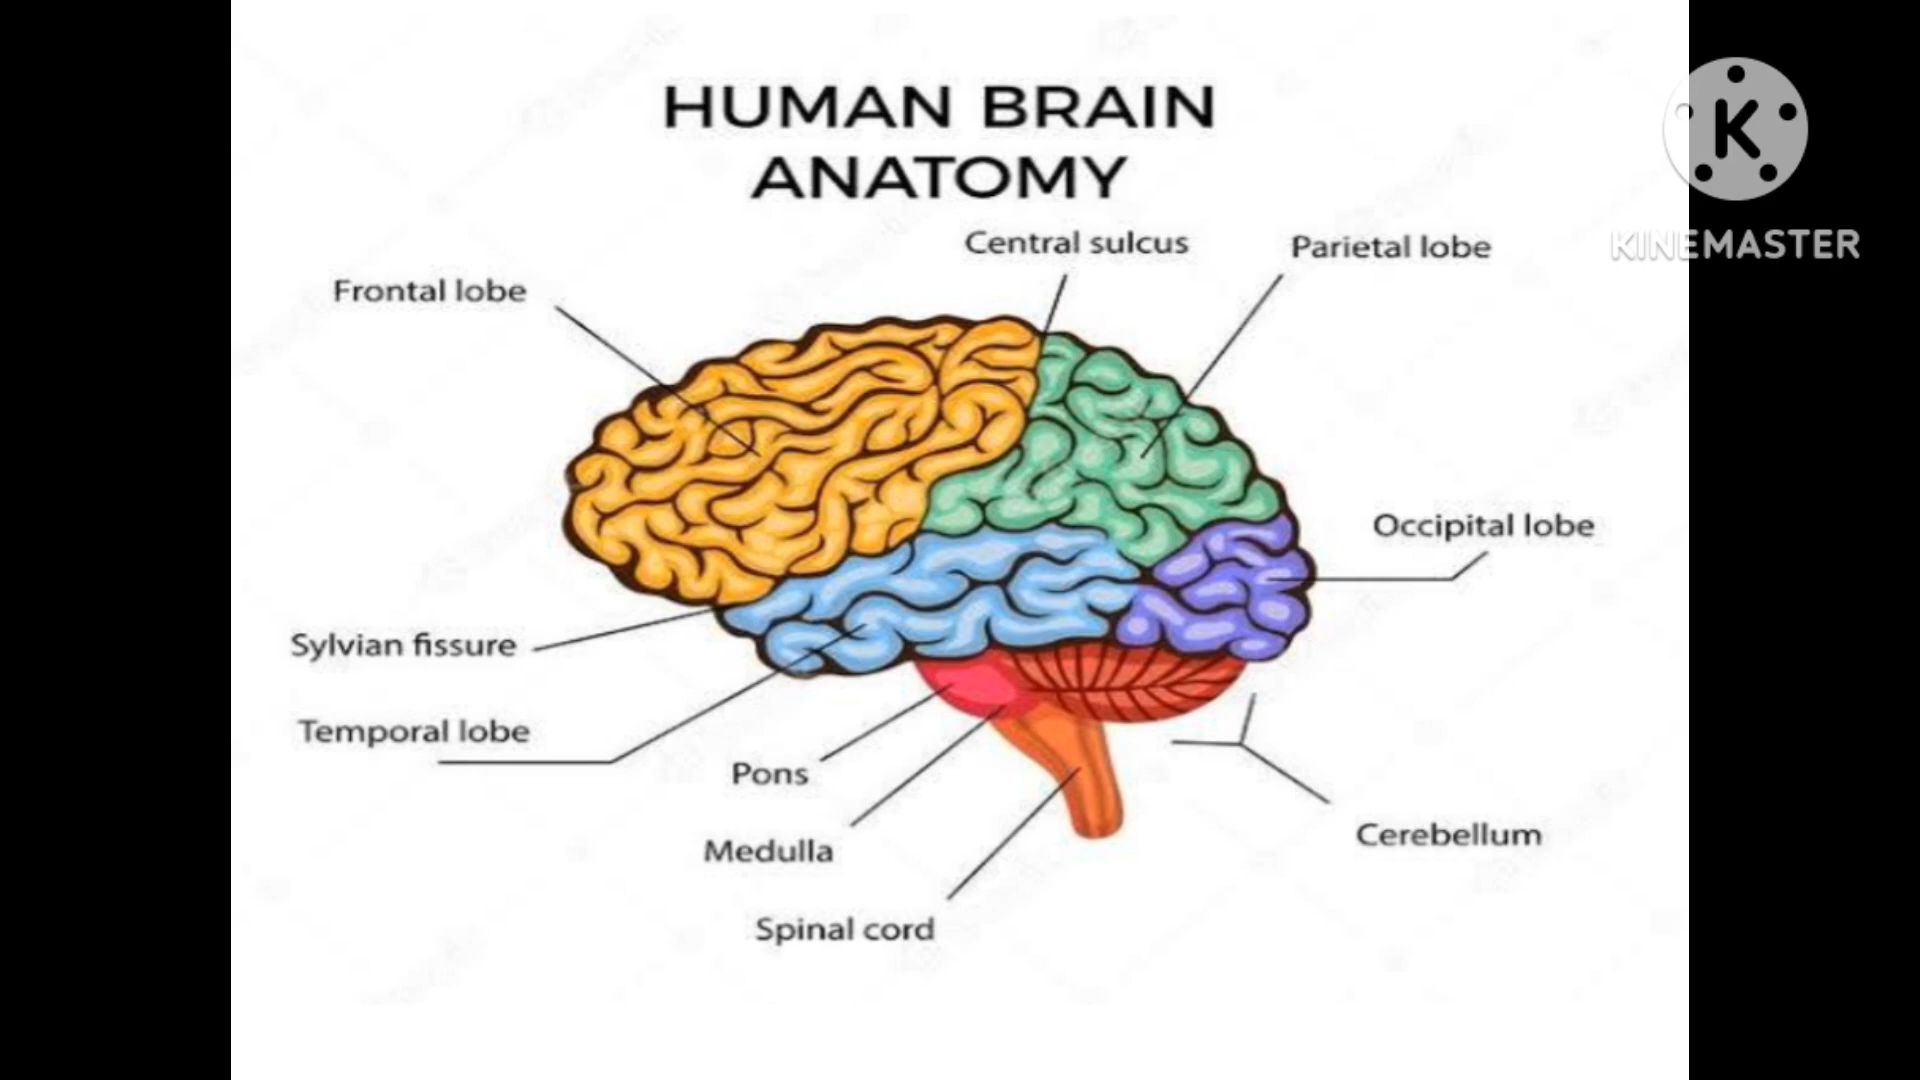 HUMAN BRAIN
ANATOMY
Central sulcus
Parietal lobe
Frontal lobe
K
KINEMASTER
Occipital lobe
Sylvian fissure
Temporal lobe
Pons
Medulla
Cerebellum
Spinal cord